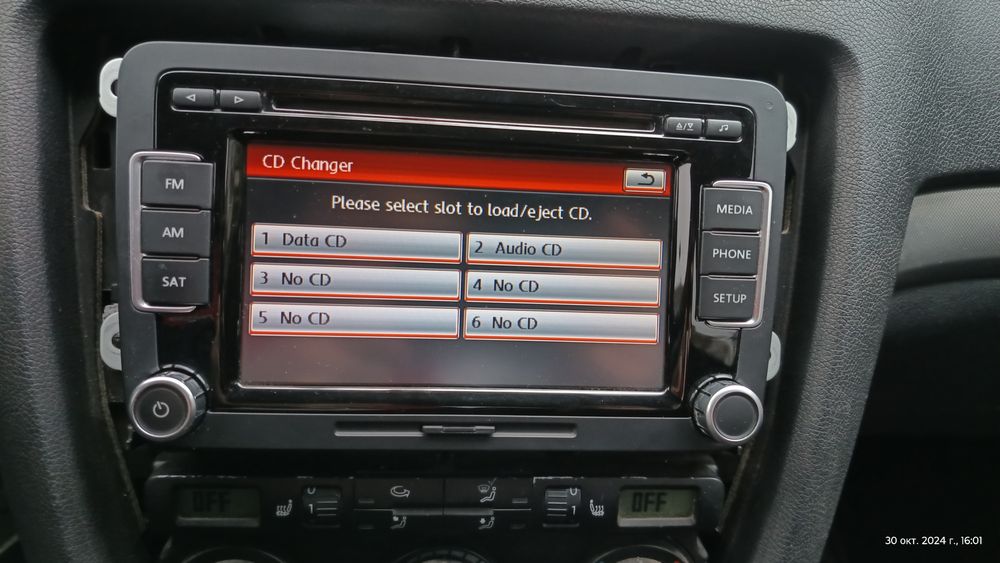 CD Changer
Please select slot to load/eject CD.
1 Data CD
2 Audio CD
3 No CD
4 No CD
5 No CD
6 No CD
FM
AM
SAT
MEDIA
PHONE
SETUP
OFF
1
1
OFF
30 окт. 2024 г., 16:01